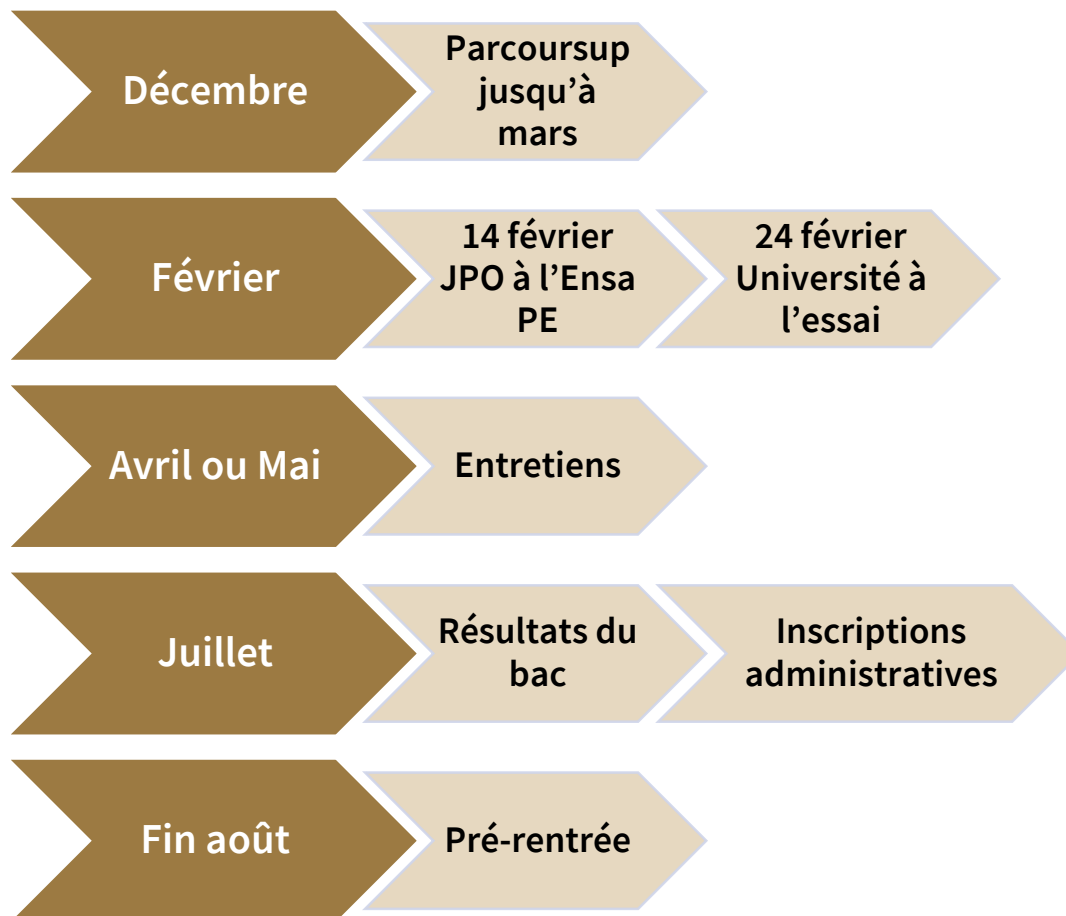 Décembre
Parcoursup
jusqu’à
mars
Février
14 février
JPO à l’Ensa
PE
24 février
Université à
l’essai
Avril ou Mai
Entretiens
Juillet
Résultats du
bac
Inscriptions
administratives
Fin août
Pré-rentrée